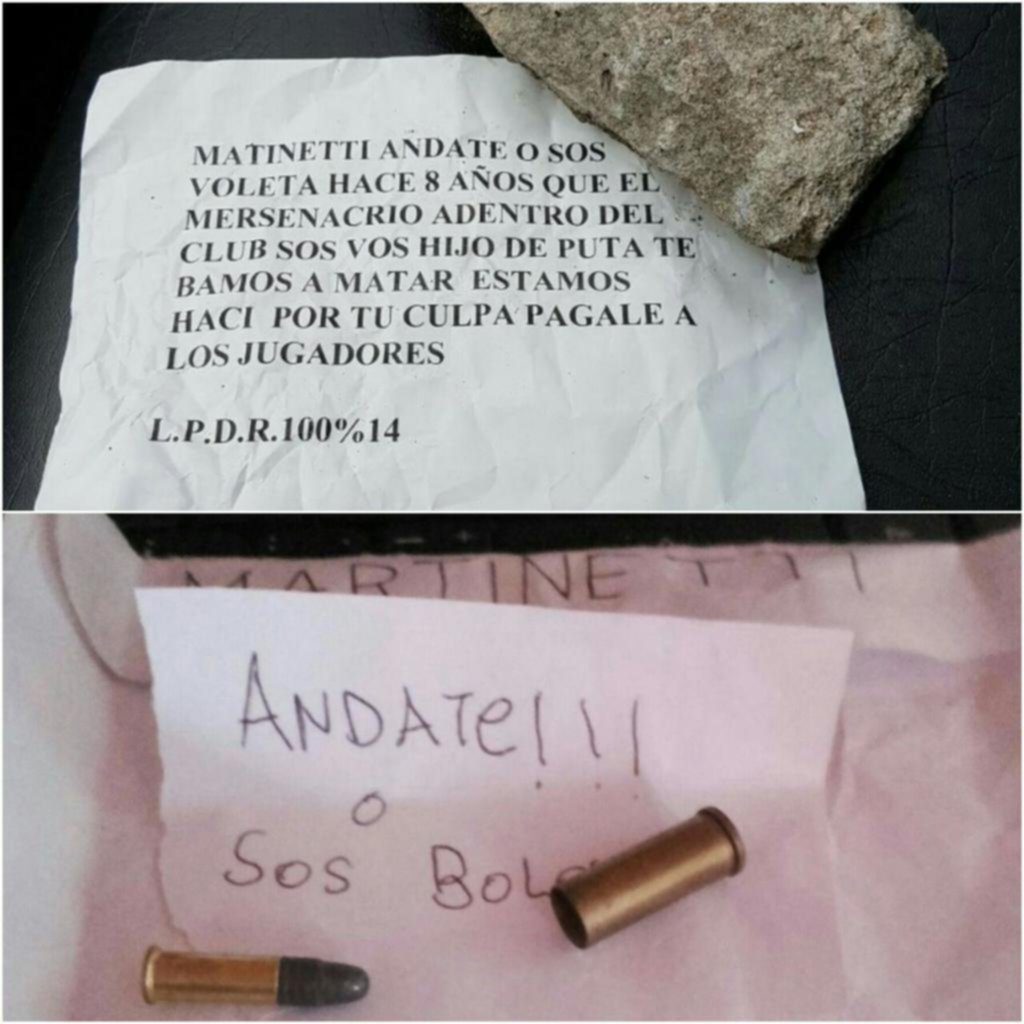 MATINETTI ANDATE O SOS
VOLETA HACE 8 AÑOS QUE EL
MERSENACRIO ADENTRO DEL
CLUB SOS VOS HIJO DE PUTA TE
BAMOS A MATAR ESTAMOS
HACI POR TU CULPA PAGALE A
LOS JUGADORES
L.P.D.R.100%14
MARTINETTI
ANDATE!!!
O
SOS